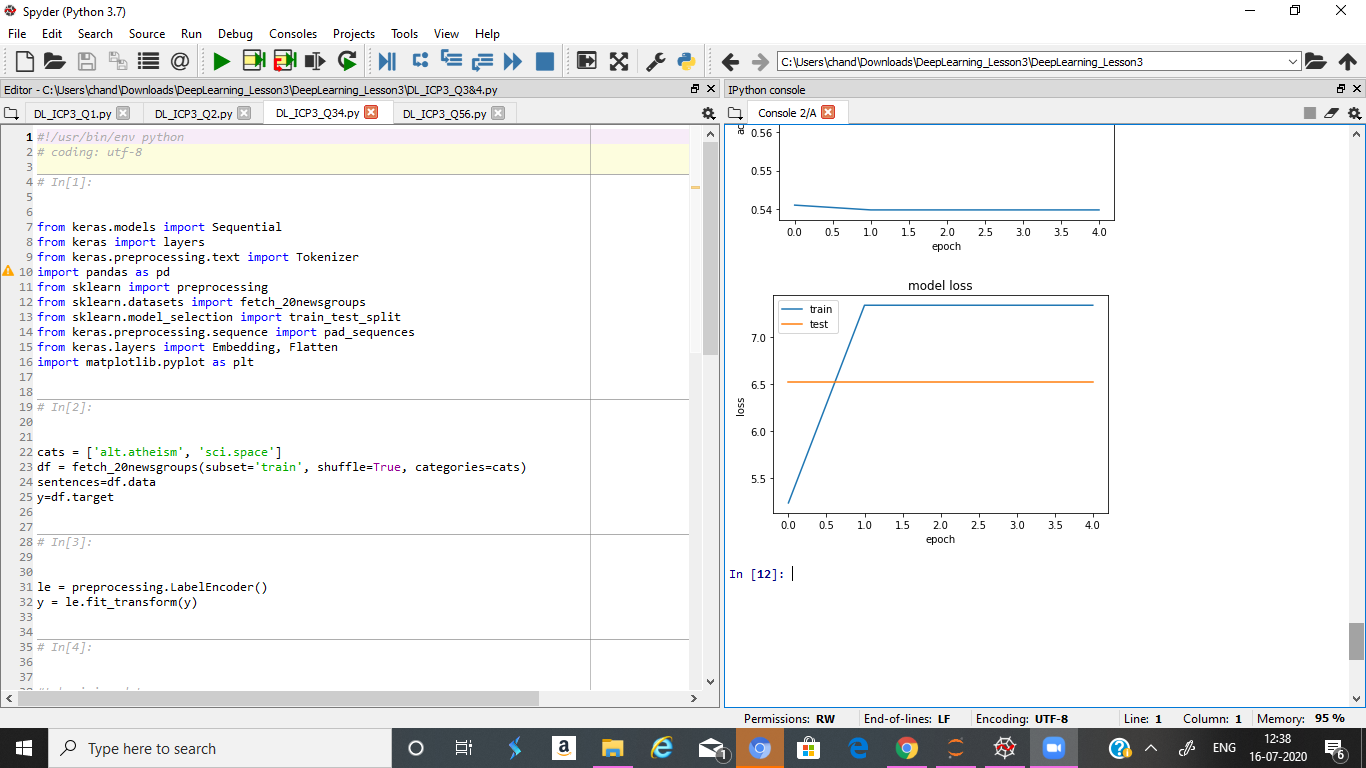 Spyder (Python 3.7)
File Edit Search Source Run Debug Consoles Projects Tools View Help
C:\Users\chand\Downloads\DeepLearning_Lesson3\DeepLearning_Lesson3
Editor - C:\Users\chand\Downloads\DeepLearning_Lesson3\DeepLearning_Lesson3\DL_ICP3_Q3&4.py
IPython console
DL_ICP3_Q1.py DL_ICP3_Q2.py DL_ICP3_Q34.py DL_ICP3_Q56.py
Console 2/A
1 #!/usr/bin/env python
2 # coding: utf-8
3
4 # In[1]:
5
6
7 from keras.models import Sequential
8 from keras import layers
9 from keras.preprocessing.text import Tokenizer
10 import pandas as pd
11 from sklearn import preprocessing
12 from sklearn.datasets import fetch_20newsgroups
13 from sklearn.model_selection import train_test_split
14 from keras.preprocessing.sequence import pad_sequences
15 from keras.layers import Embedding, Flatten
16 import matplotlib.pyplot as plt
17
18
19 # In[2]:
20
21
22 cats = ['alt.atheism', 'sci.space']
23 df = fetch_20newsgroups(subset='train', shuffle=True, categories=cats)
24 sentences=df.data
25 y=df.target
26
27
28 # In[3]:
29
30
31 le = preprocessing.LabelEncoder()
32 y = le.fit_transform(y)
33
34
35 # In[4]:
36
37
0.56
0.55
0.54
0.0 0.5 1.0 1.5 2.0 2.5 3.0 3.5 4.0
epoch
model loss
train
test
7.0
6.5
6.0
5.5
loss
0.0 0.5 1.0 1.5 2.0 2.5 3.0 3.5 4.0
epoch
In [12]:
Permissions: RW End-of-lines: LF Encoding: UTF-8 Line: 1 Column: 1 Memory: 95 %
Type here to search
a
1
ENG
12:38
16-07-2020
6